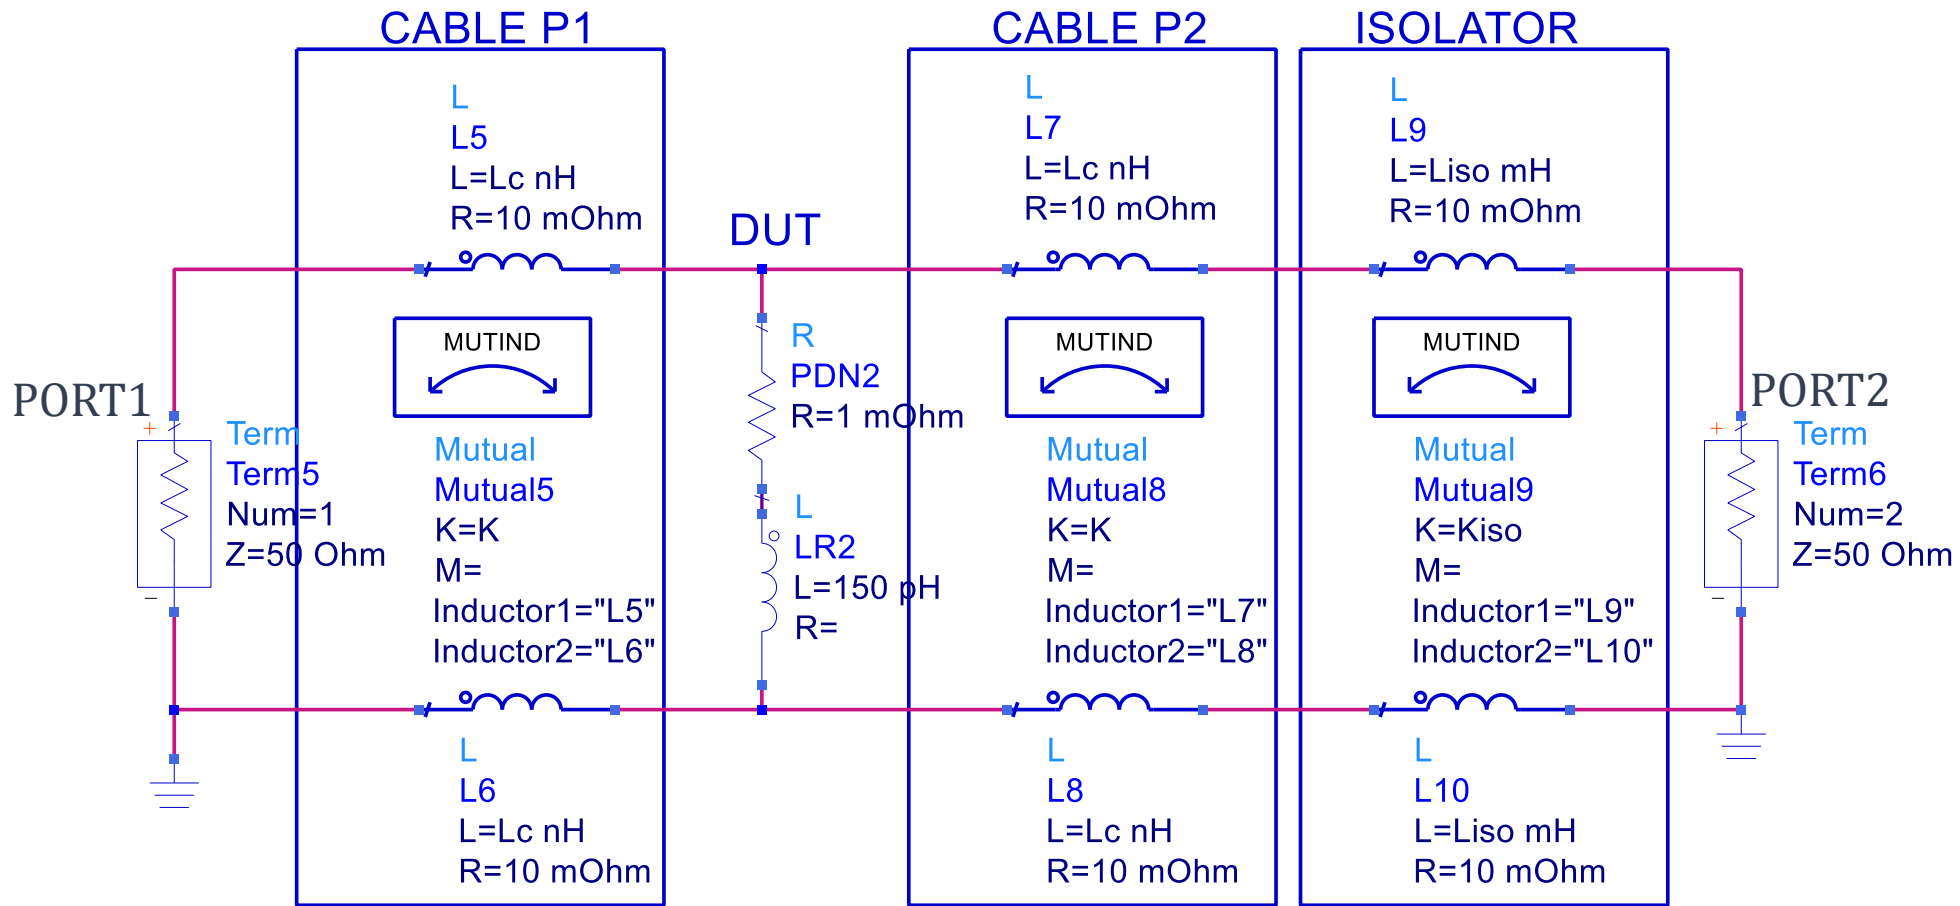 CABLE P1
CABLE P2
ISOLATOR
L
L5
L=Lc nH
R=10 mOhm
L
L7
L=Lc nH
R=10 mOhm
L
L9
L=Liso mH
R=10 mOhm
DUT
MUTIND
MUTIND
MUTIND
PORT1
+
Term
Term5
Num=1
Z=50 Ohm
−
Mutual
Mutual5
K=K
M=
Inductor1="L5"
Inductor2="L6"
R
PDN2
R=1 mOhm
L
LR2
L=150 pH
R=
Mutual
Mutual8
K=K
M=
Inductor1="L7"
Inductor2="L8"
Mutual
Mutual9
K=Kiso
M=
Inductor1="L9"
Inductor2="L10"
PORT2
+
Term
Term6
Num=2
Z=50 Ohm
−
L
L6
L=Lc nH
R=10 mOhm
L
L8
L=Lc nH
R=10 mOhm
L
L10
L=Liso mH
R=10 mOhm